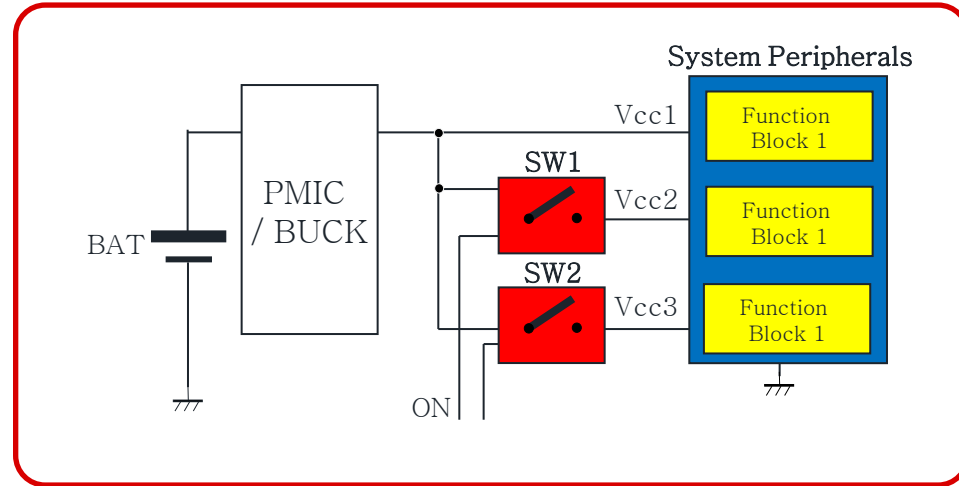 System Peripherals
Vcc1
Function
Block 1
SW1
PMIC
/ BUCK
Vcc2
Function
Block 1
BAT
SW2
Vcc3
Function
Block 1
ON